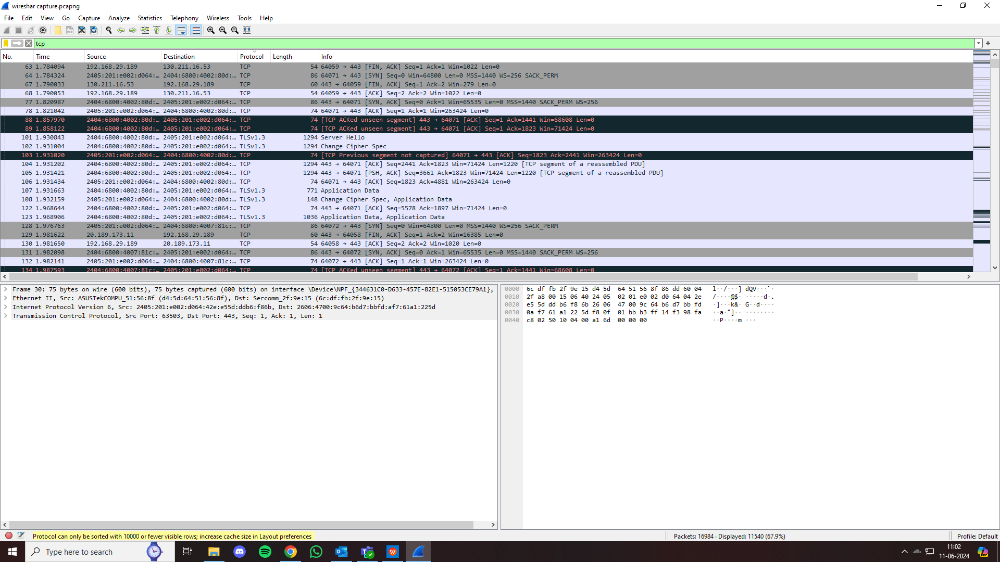 wireshar capture.pcapng
File Edit View Go Capture Analyze Statistics Telephony Wireless Tools Help
tcp
No. Time Source Destination Protocol Length Info
63 1.784094 192.168.29.189 130.211.16.53 TCP 54 64059 → 443 [FIN, ACK] Seq=1 Ack=1 Win=1022 Len=0
64 1.784324 2405:201:e002:d064:… 2404:6800:4002:80d:… TCP 86 64071 → 443 [SYN] Seq=0 Win=64800 Len=0 MSS=1440 WS=256 SACK_PERM
67 1.790033 130.211.16.53 192.168.29.189 TCP 60 443 → 64059 [FIN, ACK] Seq=1 Ack=2 Win=279 Len=0
68 1.790053 192.168.29.189 130.211.16.53 TCP 54 64059 → 443 [ACK] Seq=2 Ack=2 Win=1022 Len=0
77 1.820987 2404:6800:4002:80d:… 2405:201:e002:d064:… TCP 86 443 → 64071 [SYN, ACK] Seq=0 Ack=1 Win=65535 Len=0 MSS=1440 SACK_PERM WS=256
78 1.821042 2405:201:e002:d064:… 2404:6800:4002:80d:… TCP 74 64071 → 443 [ACK] Seq=1 Ack=1 Win=263424 Len=0
88 1.857970 2404:6800:4002:80d:… 2405:201:e002:d064:… TCP 74 [TCP ACKed unseen segment] 443 → 64071 [ACK] Seq=1 Ack=1441 Win=68608 Len=0
89 1.858122 2404:6800:4002:80d:… 2405:201:e002:d064:… TCP 74 [TCP ACKed unseen segment] 443 → 64071 [ACK] Seq=1 Ack=1823 Win=71424 Len=0
101 1.930843 2404:6800:4002:80d:… 2405:201:e002:d064:… TLSv1.3 1294 Server Hello
102 1.931004 2404:6800:4002:80d:… 2405:201:e002:d064:… TLSv1.3 1294 Change Cipher Spec
103 1.931020 2405:201:e002:d064:… 2404:6800:4002:80d:… TCP 74 [TCP Previous segment not captured] 64071 → 443 [ACK] Seq=1823 Ack=2441 Win=263424 Len=0
104 1.931202 2404:6800:4002:80d:… 2405:201:e002:d064:… TCP 1294 443 → 64071 [ACK] Seq=2441 Ack=1823 Win=71424 Len=1220 [TCP segment of a reassembled PDU]
105 1.931421 2404:6800:4002:80d:… 2405:201:e002:d064:… TCP 1294 443 → 64071 [PSH, ACK] Seq=3661 Ack=1823 Win=71424 Len=1220 [TCP segment of a reassembled PDU]
106 1.931434 2405:201:e002:d064:… 2404:6800:4002:80d:… TCP 74 64071 → 443 [ACK] Seq=1823 Ack=4881 Win=263424 Len=0
107 1.931663 2404:6800:4002:80d:… 2405:201:e002:d064:… TLSv1.3 771 Application Data
108 1.932159 2405:201:e002:d064:… 2404:6800:4002:80d:… TLSv1.3 148 Change Cipher Spec, Application Data
122 1.968644 2404:6800:4002:80d:… 2405:201:e002:d064:… TCP 74 443 → 64071 [ACK] Seq=5578 Ack=1897 Win=71424 Len=0
123 1.968906 2404:6800:4002:80d:… 2405:201:e002:d064:… TLSv1.3 1036 Application Data, Application Data
128 1.976763 2405:201:e002:d064:… 2404:6800:4007:81c:… TCP 86 64072 → 443 [SYN] Seq=0 Win=64800 Len=0 MSS=1440 WS=256 SACK_PERM
129 1.981622 20.189.173.11 192.168.29.189 TCP 60 443 → 64058 [FIN, ACK] Seq=1 Ack=2 Win=16385 Len=0
130 1.981650 192.168.29.189 20.189.173.11 TCP 54 64058 → 443 [ACK] Seq=2 Ack=2 Win=1020 Len=0
131 1.982098 2404:6800:4007:81c:… 2405:201:e002:d064:… TCP 86 443 → 64072 [SYN, ACK] Seq=0 Ack=1 Win=65535 Len=0 MSS=1440 SACK_PERM WS=256
132 1.982141 2405:201:e002:d064:… 2404:6800:4007:81c:… TCP 74 64072 → 443 [ACK] Seq=1 Ack=1 Win=263424 Len=0
134 1.987593 2404:6800:4007:81c:… 2405:201:e002:d064:… TCP 74 [TCP ACKed unseen segment] 443 → 64072 [ACK] Seq=1 Ack=1441 Win=68608 Len=0
Frame 30: 75 bytes on wire (600 bits), 75 bytes captured (600 bits) on interface \Device\NPF_{344631C0-D633-457E-82E1-515053CE79A1},
Ethernet II, Src: ASUSTekCOMPU_51:56:8f (d4:5d:64:51:56:8f), Dst: Sercomm_2f:9e:15 (6c:df:fb:2f:9e:15)
Internet Protocol Version 6, Src: 2405:201:e002:d064:42e:e55d:ddb6:f86b, Dst: 2606:4700:9c64:b6d7:bbfd:af7:61a1:225d
Transmission Control Protocol, Src Port: 63503, Dst Port: 443, Seq: 1, Ack: 1, Len: 1
0000 6c df fb 2f 9e 15 d4 5d 64 51 56 8f 86 dd 60 04 l··/···] dQV···`·
0010 2f a8 00 15 06 40 24 05 02 01 e0 02 d0 64 04 2e /····@$· ·····d·.
0020 e5 5d dd b6 f8 6b 26 06 47 00 9c 64 b6 d7 bb fd ·]···k&· G··d····
0030 0a f7 61 a1 22 5d f8 0f 01 bb b3 ff 14 f3 98 fa ··a·"]·· ········
0040 c8 02 50 10 04 00 a1 6d 00 00 00 ··P····m ···
Protocol can only be sorted with 10000 or fewer visible rows; increase cache size in Layout preferences
Packets: 16984 · Displayed: 11540 (67.9%)
Profile: Default
Type here to search
11:02
11-06-2024